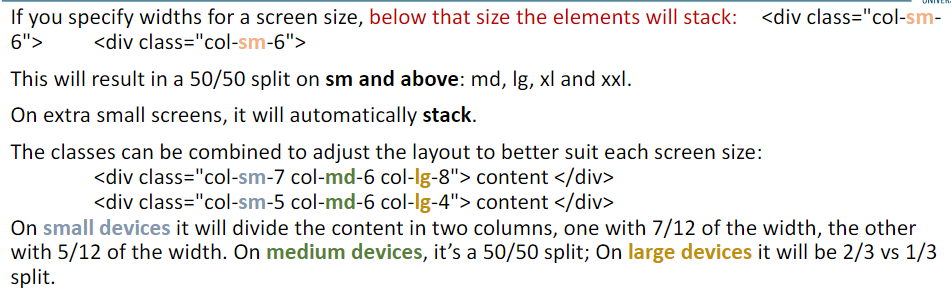 If you specify widths for a screen size, below that size the elements will stack: <div class="col-sm-
6"> <div class="col-sm-6">
This will result in a 50/50 split on sm and above: md, lg, xl and xxl.
On extra small screens, it will automatically stack.
The classes can be combined to adjust the layout to better suit each screen size:
<div class="col-sm-7 col-md-6 col-lg-8"> content </div>
<div class="col-sm-5 col-md-6 col-lg-4"> content </div>
On small devices it will divide the content in two columns, one with 7/12 of the width, the other
with 5/12 of the width. On medium devices, it’s a 50/50 split; On large devices it will be 2/3 vs 1/3
split.